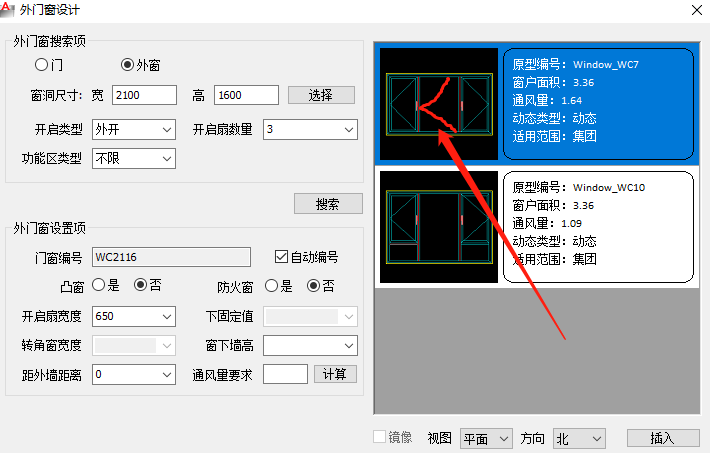 外门窗设计
外门窗搜索项
门 外窗
窗洞尺寸: 宽 2100 高 1600 选择
开启类型 外开 开启扇数量 3
功能区类型 不限
搜索
外门窗设置项
门窗编号 WC2116 自动编号
凸窗 是 否 防火窗 是 否
开启扇宽度 650 下固定值
转角窗宽度 窗下墙高
距外墙距离 0 通风量要求 计算
原型编号: Window_WC7
窗户面积: 3.36
通风量: 1.64
动态类型: 动态
适用范围: 集团
原型编号: Window_WC10
窗户面积: 3.36
通风量: 1.09
动态类型: 动态
适用范围: 集团
镜像 视图 平面 方向 北 插入